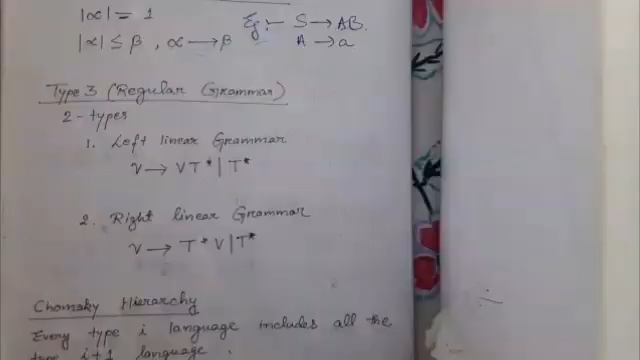 |α| = 1
Eg :- S → AB.
|α| ≤ β , α → β
A → a
Type 3 (Regular Grammar)
2 - types
1. Left linear Grammar
V → VT* | T*
2. Right linear Grammar
V → T* V | T*
Chomsky Hierarchy
Every type i language includes all the
type i+1 language .